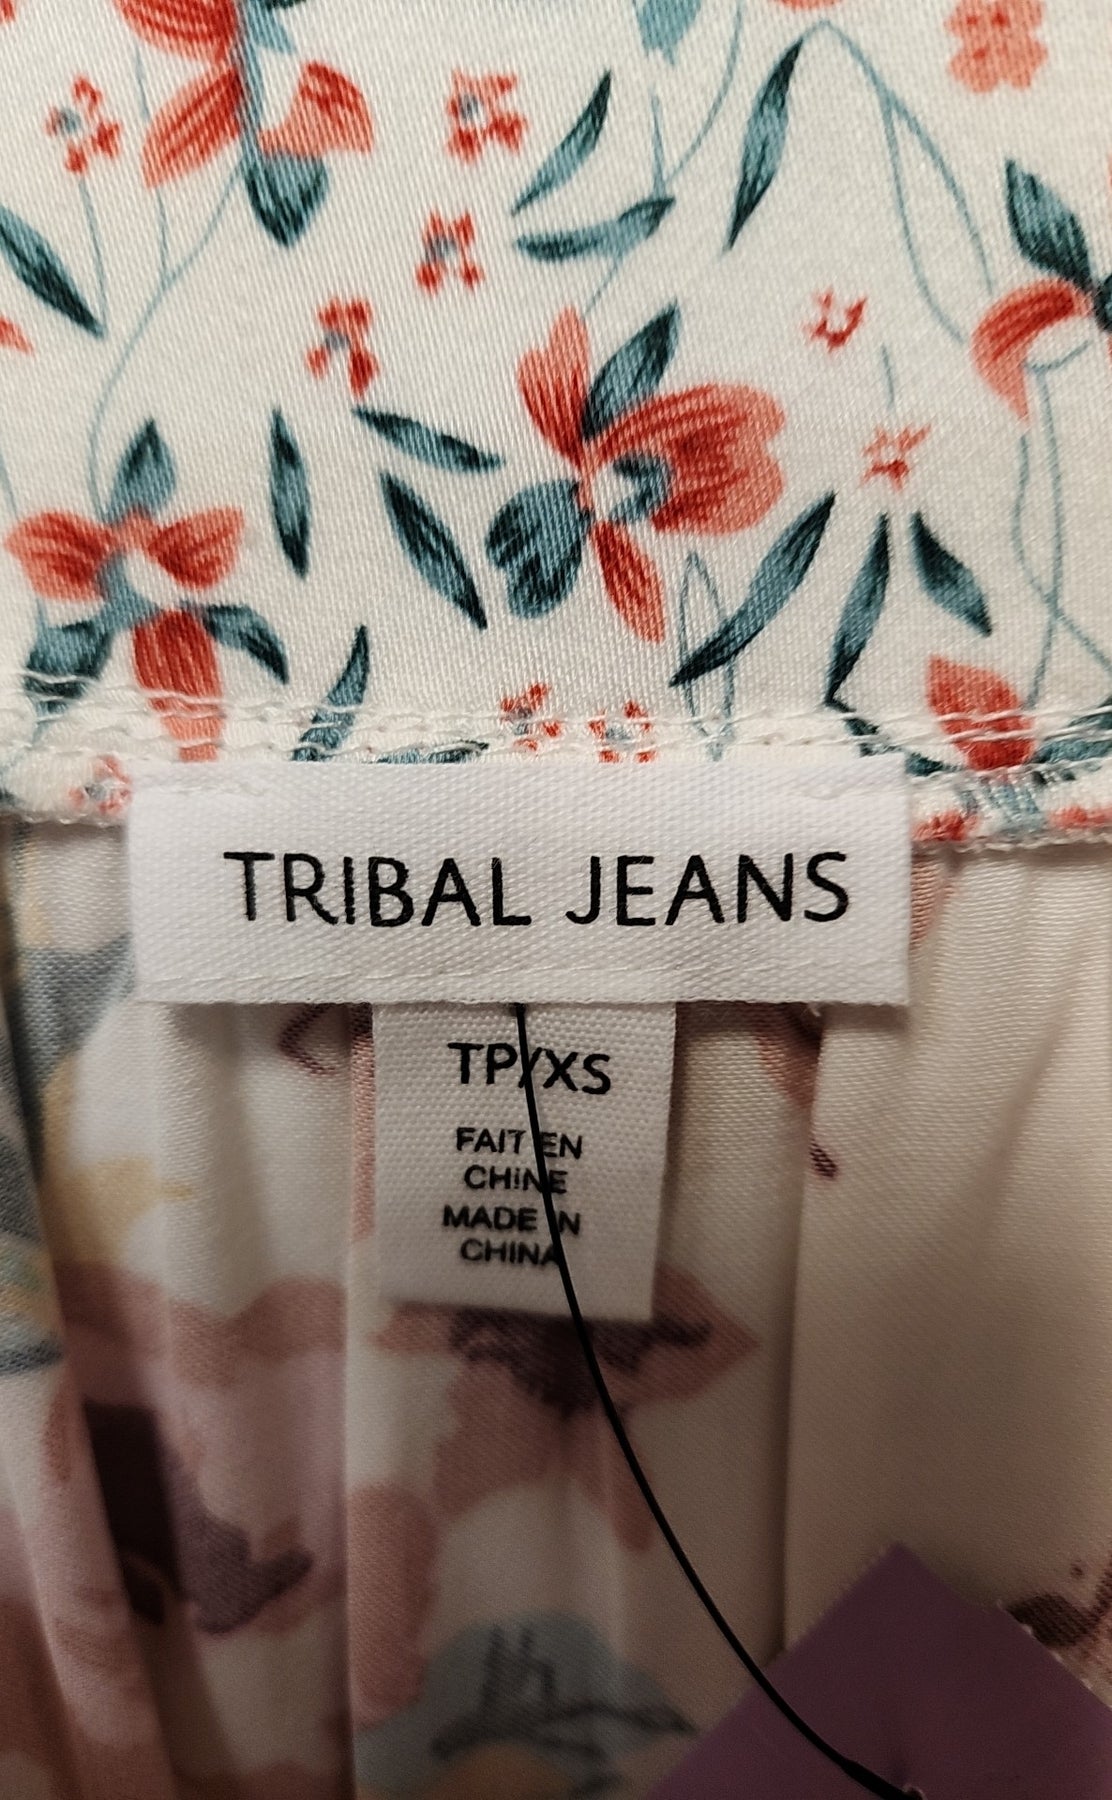 TRIBAL JEANS
TP/XS
FAIT EN
CHINE
MADE IN
CHINA